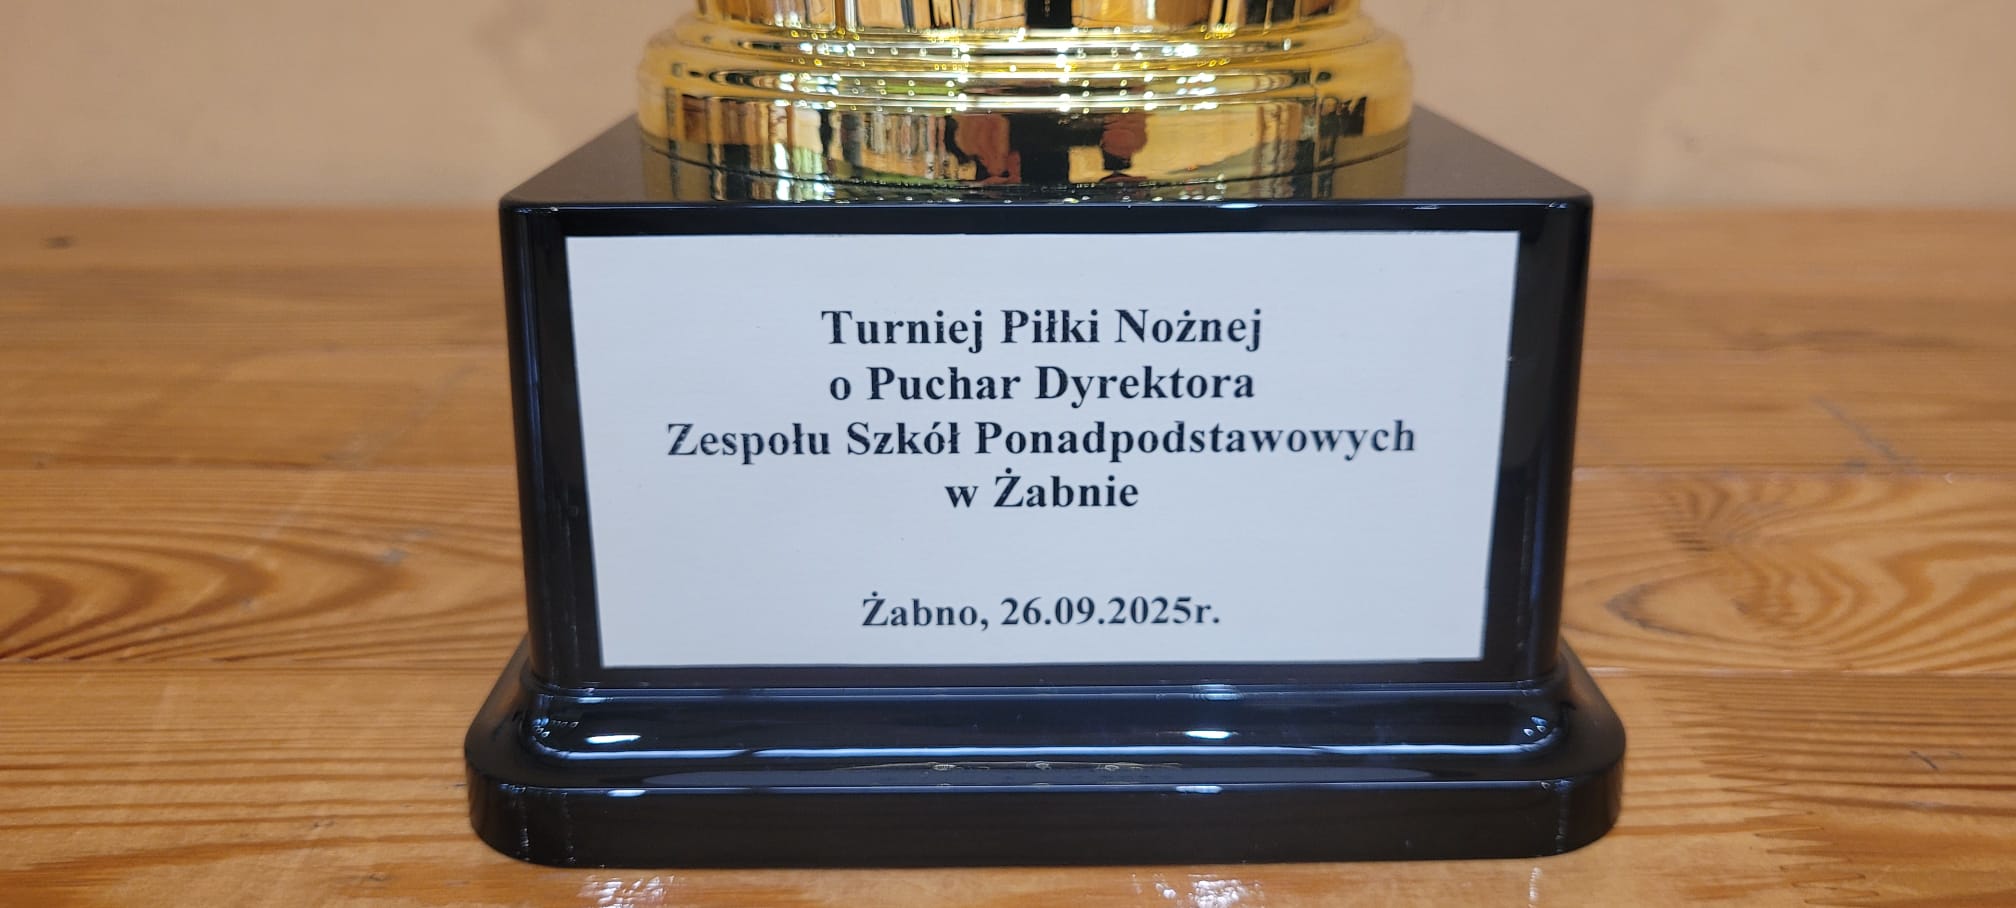 Turniej Piłki Nożnej
o Puchar Dyrektora
Zespołu Szkół Ponadpodstawowych
w Żabnie
Żabno, 26.09.2025r.